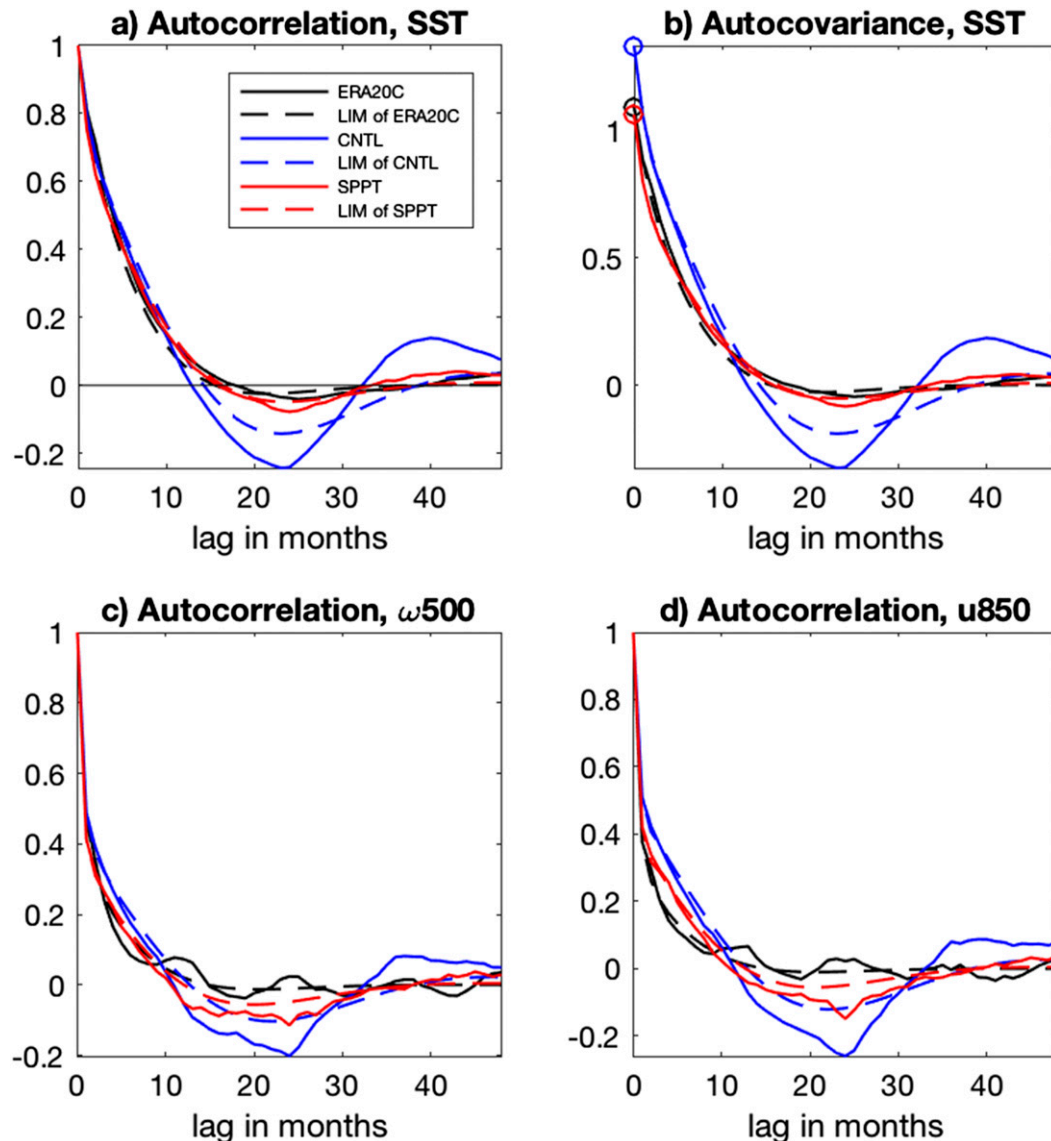 a) Autocorrelation, SST
1
0.8
0.6
0.4
0.2
0
-0.2
0 10 20 30 40
lag in months
ERA20C
LIM of ERA20C
CNTL
LIM of CNTL
SPPT
LIM of SPPT
b) Autocovariance, SST
1
0.5
0
0 10 20 30 40
lag in months
c) Autocorrelation, ω500
1
0.8
0.6
0.4
0.2
0
-0.2
0 10 20 30 40
lag in months
d) Autocorrelation, u850
1
0.8
0.6
0.4
0.2
0
-0.2
0 10 20 30 40
lag in months